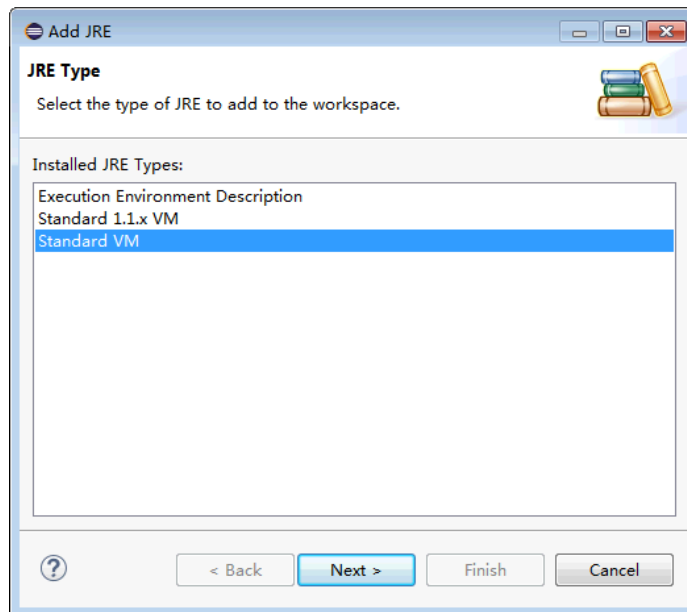 Add JRE
JRE Type
Select the type of JRE to add to the workspace.
Installed JRE Types:
Execution Environment Description
Standard 1.1.x VM
Standard VM
?
< Back
Next >
Finish
Cancel